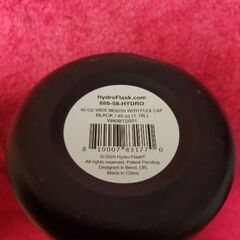 HydroFlask.com
888-58-HYDRO
40 OZ WIDE MOUTH WITH FLEX CAP
BLACK / 40 oz (1.18L)
W40BTS001
8 10007 83177 0
© 2020 Hydro Flask®
All rights reserved. Patent Pending.
Designed in Bend, OR.
Made in China.